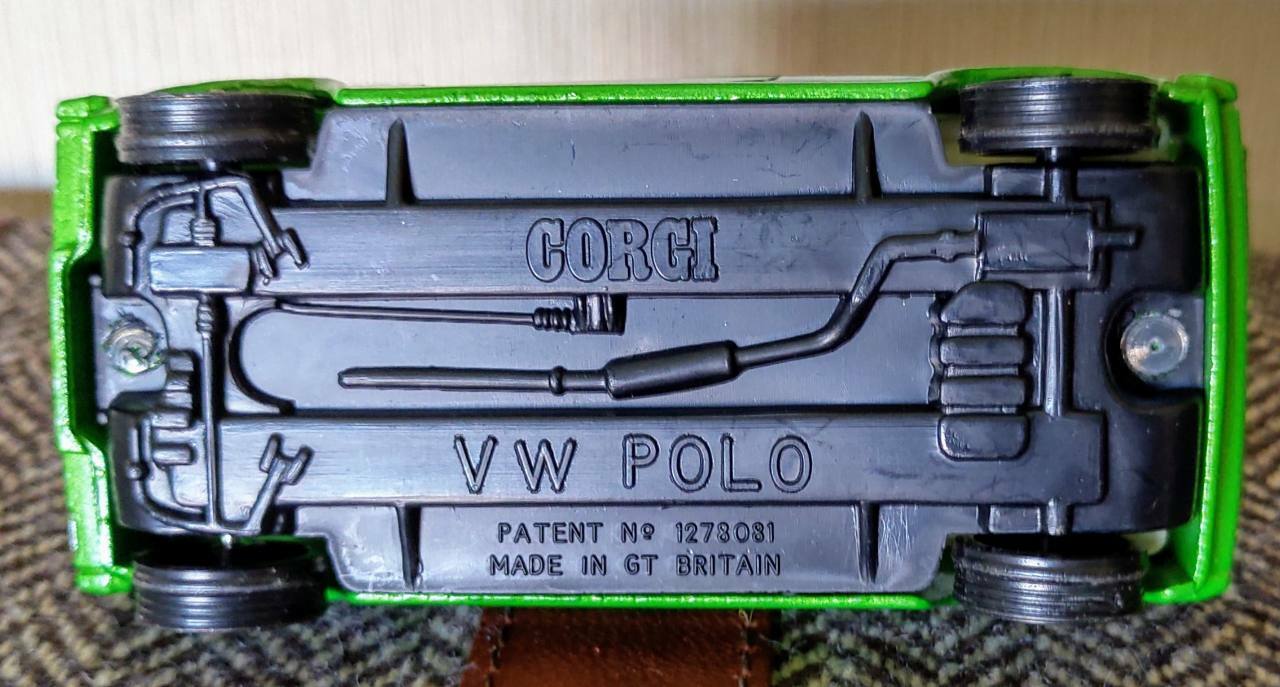 CORGI
VW POLO
PATENT Nº 1278081
MADE IN GT BRITAIN